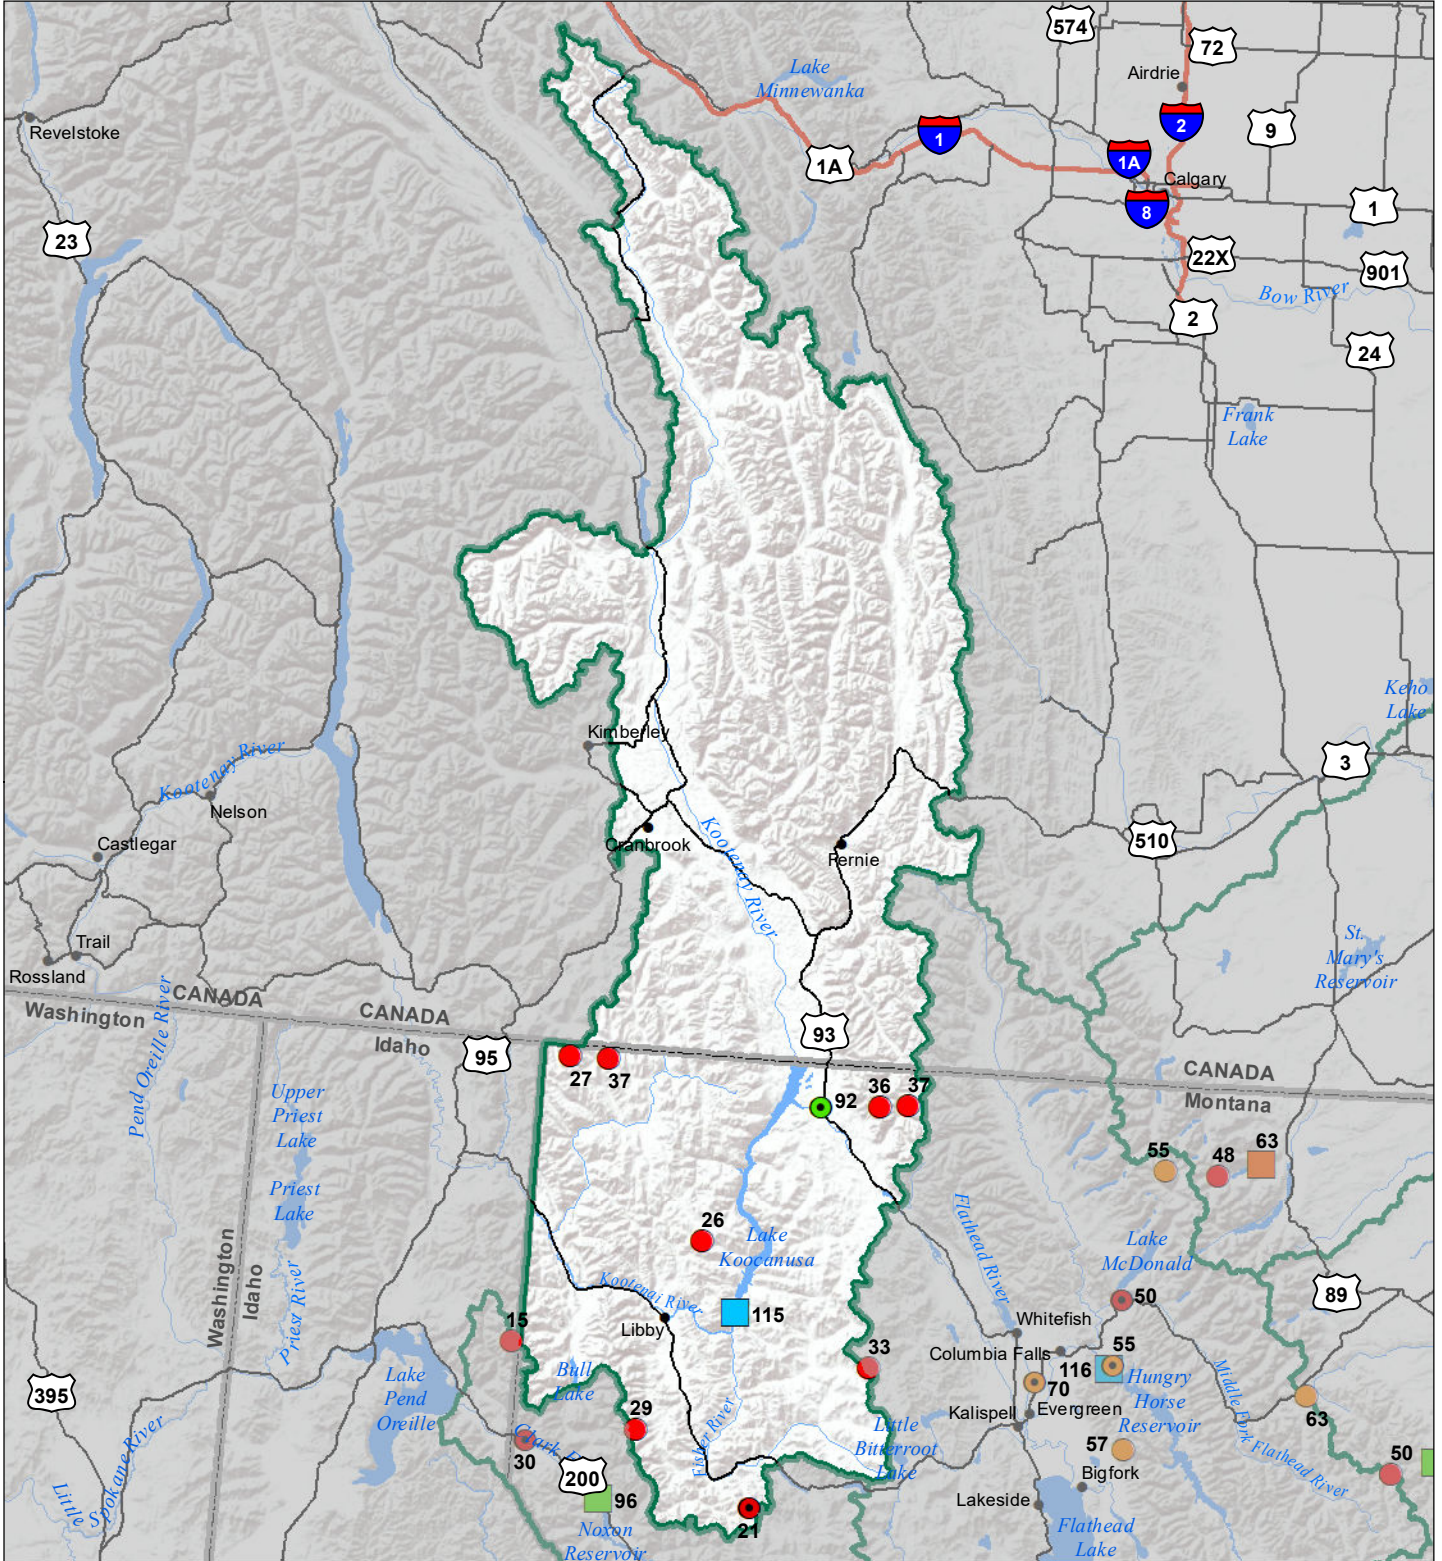 574
72
Lake
Minnewanka
Airdrie
2
9
1
Revelstoke
1A
1A
Calgary
8
1
23
22X
901
Bow River
2
24
Frank
Lake
Keho
Lake
Kimberley
3
Kootenay River
Nelson
Castlegar
Cranbrook
Kootenay River
Fernie
510
Trail
Rossland
St.
Mary's
Reservoir
CANADA
Washington
CANADA
Idaho
Pend Oreille River
95
93
CANADA
Montana
27
37
92
36
37
Upper
Priest
Lake
Priest
Lake
55
48
63
Flathead River
26
Lake
Koocanusa
Lake
McDonald
Washington
Idaho
Priest River
Kootenai River
115
Libby
89
50
Whitefish
Columbia Falls
15
33
55
116
70
Hungry
Horse
Reservoir
Middle Fork Flathead River
395
Lake
Pend
Oreille
Bull
Lake
29
Fisher River
Little
Bitterroot
Lake
Kalispell
Evergreen
63
57
Bigfork
50
Little
Spokane River
30
200
96
Noxon
Reservoir
21
Lakeside
Flathead
Lake